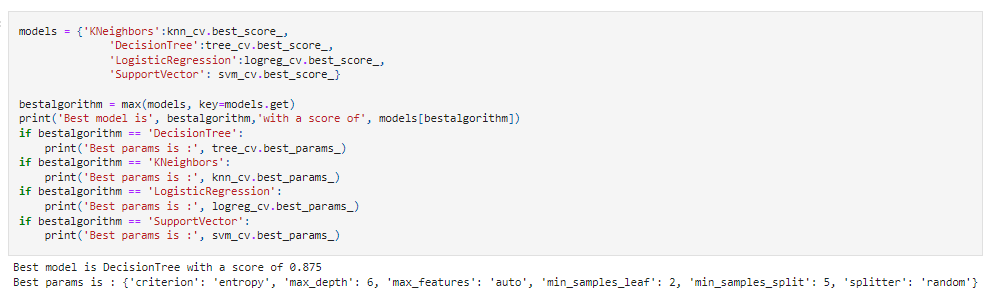 models = {'KNeighbors':knn_cv.best_score_,
'DecisionTree':tree_cv.best_score_,
'LogisticRegression':logreg_cv.best_score_,
'SupportVector': svm_cv.best_score_}
bestalgorithm = max(models, key=models.get)
print('Best model is', bestalgorithm,'with a score of', models[bestalgorithm])
if bestalgorithm == 'DecisionTree':
print('Best params is :', tree_cv.best_params_)
if bestalgorithm == 'KNeighbors':
print('Best params is :', knn_cv.best_params_)
if bestalgorithm == 'LogisticRegression':
print('Best params is :', logreg_cv.best_params_)
if bestalgorithm == 'SupportVector':
print('Best params is :', svm_cv.best_params_)
Best model is DecisionTree with a score of 0.875
Best params is : {'criterion': 'entropy', 'max_depth': 6, 'max_features': 'auto', 'min_samples_leaf': 2, 'min_samples_split': 5, 'splitter': 'random'}